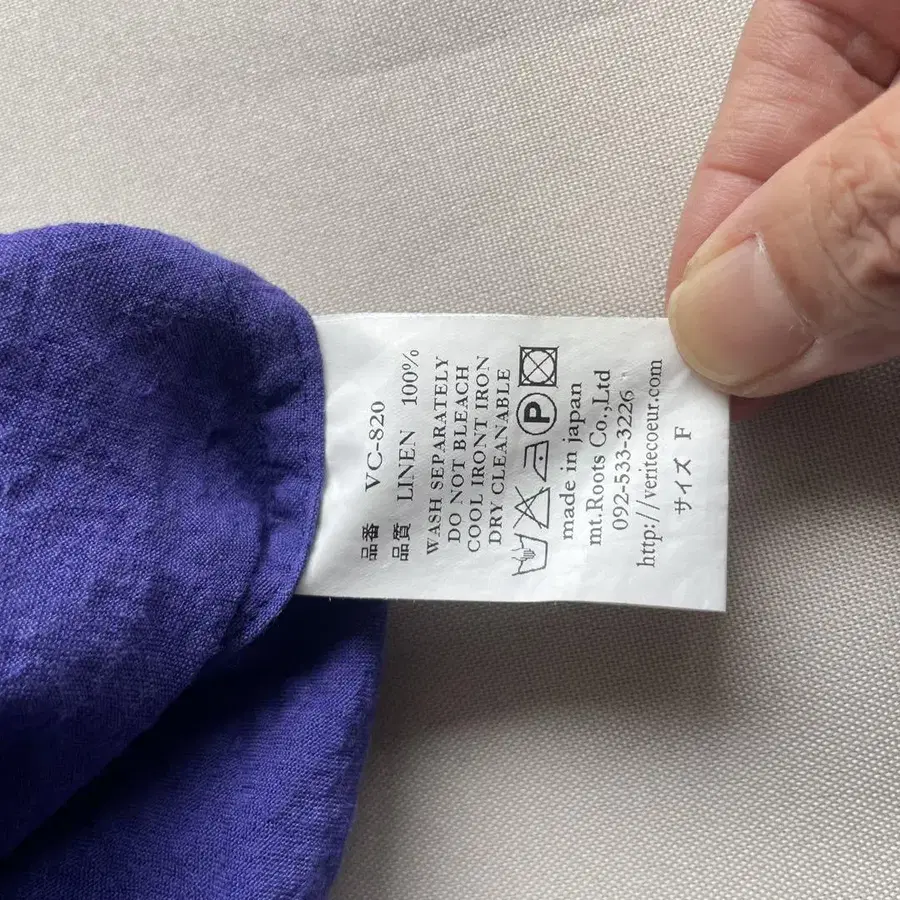 品番 VC-820
品質 LINEN 100%
WASH SEPARATELY
DO NOT BLEACH
COOL IRONT IRON
DRY CLEANABLE
P
made in japan
mt.Roots Co.,Ltd
092-533-3226
http://veritecoeur.com
サイズ F